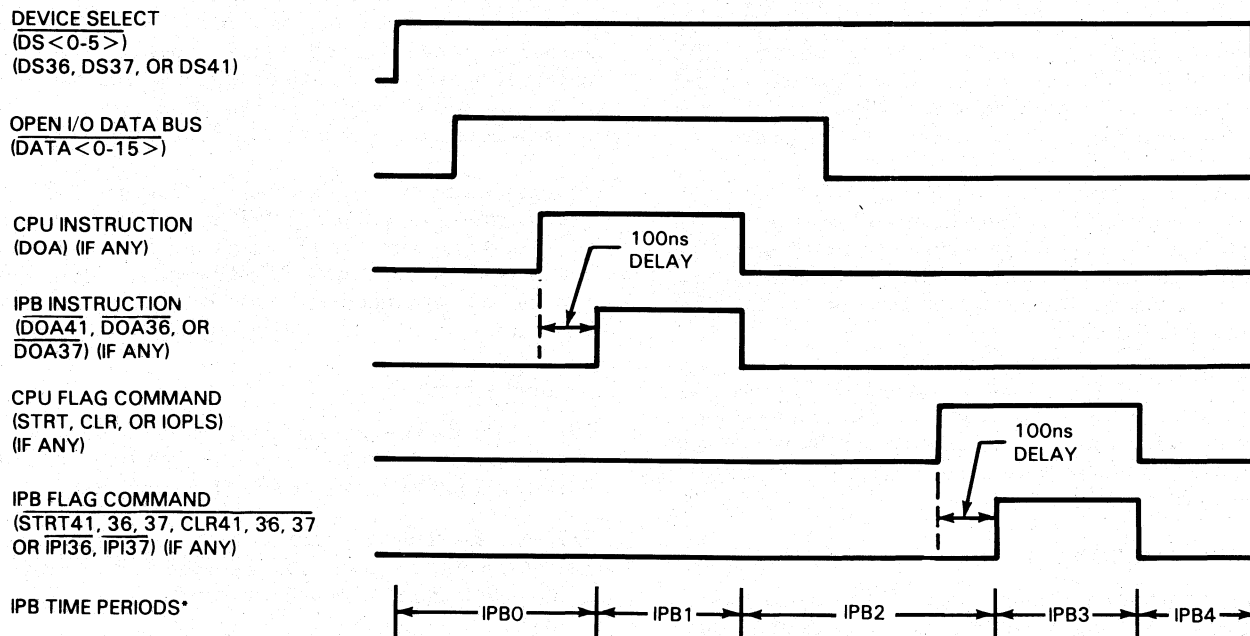 DEVICE SELECT
(DS<0-5>)
(DS36, DS37, OR DS41)
OPEN I/O DATA BUS
(DATA<0-15>)
CPU INSTRUCTION
(DOA) (IF ANY)
100ns
DELAY
IPB INSTRUCTION
(DOA41, DOA36, OR
DOA37) (IF ANY)
CPU FLAG COMMAND
(STRT, CLR, OR IOPLS)
(IF ANY)
100ns
DELAY
IPB FLAG COMMAND
(STRT41, 36, 37, CLR41, 36, 37
OR IPI36, IPI37) (IF ANY)
IPB TIME PERIODS*
IPB0
IPB1
IPB2
IPB3
IPB4